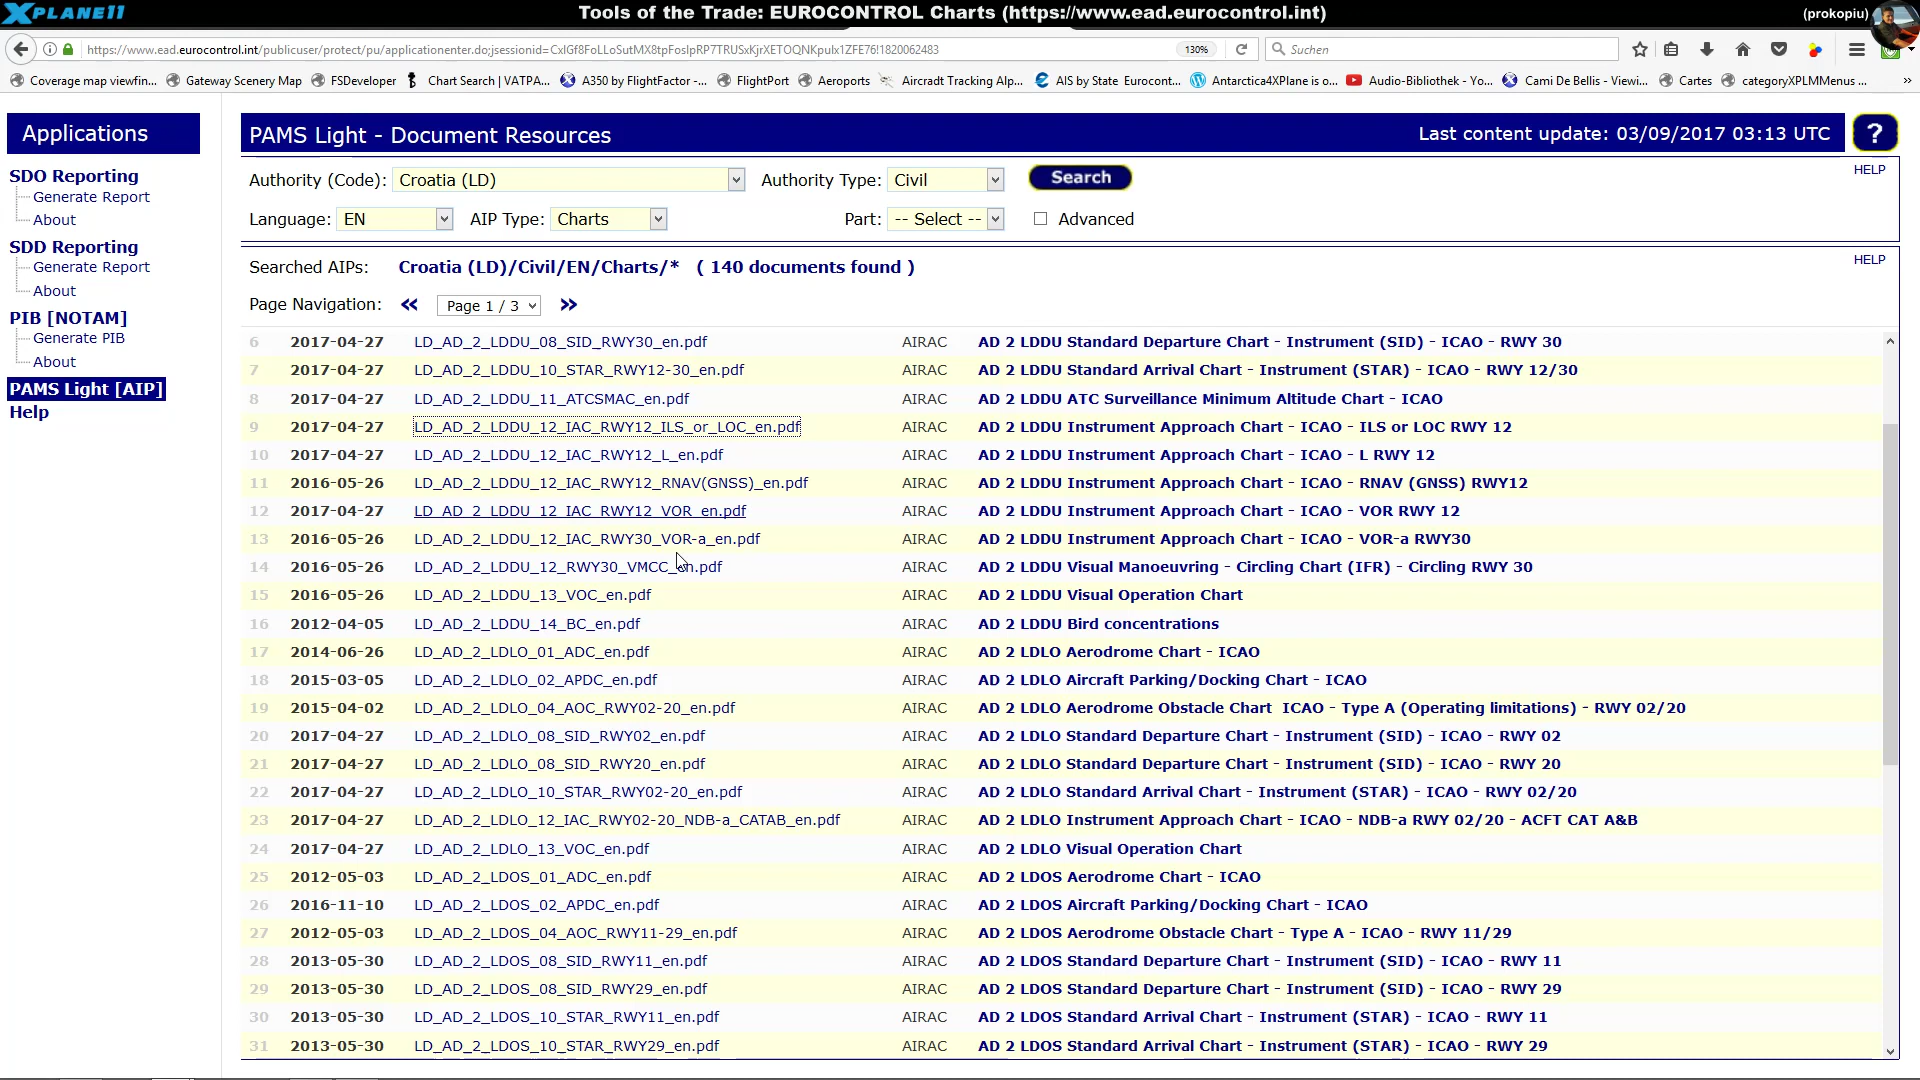 XPLANE11
Tools of the Trade: EUROCONTROL Charts (https://www.ead.eurocontrol.int)
(prokopiu)
https://www.ead.eurocontrol.int/publicuser/protect/pu/applicationenter.do;jsessionid=
130%
Suchen
Coverage map viewfin...
Gateway Scenery Map
FSDeveloper
Chart Search | VATPA...
A350 by FlightFactor -...
FlightPort
Aeroports
Aircradt Tracking Alp...
AIS by State Eurocont...
Antarctica4XPlane is o...
Audio-Bibliothek - Yo...
Cami De Bellis - Viewi...
Cartes
categoryXPLMMenus ...
Applications
SDO Reporting
Generate Report
About
SDD Reporting
Generate Report
About
PIB [NOTAM]
Generate PIB
About
PAMS Light [AIP]
Help
PAMS Light - Document Resources
Last content update: 03/09/2017 03:13 UTC
?
Authority (Code): Croatia (LD) Authority Type: Civil Search
HELP
Language: EN AIP Type: Charts Part: -- Select -- Advanced
Searched AIPs: Croatia (LD)/Civil/EN/Charts/* ( 140 documents found )
HELP
Page Navigation: « Page 1 / 3 »
6 2017-04-27 LD_AD_2_LDDU_08_SID_RWY30_en.pdf AIRAC AD 2 LDDU Standard Departure Chart - Instrument (SID) - ICAO - RWY 30
7 2017-04-27 LD_AD_2_LDDU_10_STAR_RWY12-30_en.pdf AIRAC AD 2 LDDU Standard Arrival Chart - Instrument (STAR) - ICAO - RWY 12/30
8 2017-04-27 LD_AD_2_LDDU_11_ATCSMAC_en.pdf AIRAC AD 2 LDDU ATC Surveillance Minimum Altitude Chart - ICAO
9 2017-04-27 LD_AD_2_LDDU_12_IAC_RWY12_ILS_or_LOC_en.pdf AIRAC AD 2 LDDU Instrument Approach Chart - ICAO - ILS or LOC RWY 12
10 2017-04-27 LD_AD_2_LDDU_12_IAC_RWY12_L_en.pdf AIRAC AD 2 LDDU Instrument Approach Chart - ICAO - L RWY 12
11 2016-05-26 LD_AD_2_LDDU_12_IAC_RWY12_RNAV(GNSS)_en.pdf AIRAC AD 2 LDDU Instrument Approach Chart - ICAO - RNAV (GNSS) RWY12
12 2017-04-27 LD_AD_2_LDDU_12_IAC_RWY12_VOR_en.pdf AIRAC AD 2 LDDU Instrument Approach Chart - ICAO - VOR RWY 12
13 2016-05-26 LD_AD_2_LDDU_12_IAC_RWY30_VOR-a_en.pdf AIRAC AD 2 LDDU Instrument Approach Chart - ICAO - VOR-a RWY30
14 2016-05-26 LD_AD_2_LDDU_12_RWY30_VMCC_en.pdf AIRAC AD 2 LDDU Visual Manoeuvring - Circling Chart (IFR) - Circling RWY 30
15 2016-05-26 LD_AD_2_LDDU_13_VOC_en.pdf AIRAC AD 2 LDDU Visual Operation Chart
16 2012-04-05 LD_AD_2_LDDU_14_BC_en.pdf AIRAC AD 2 LDDU Bird concentrations
17 2014-06-26 LD_AD_2_LDLO_01_ADC_en.pdf AIRAC AD 2 LDLO Aerodrome Chart - ICAO
18 2015-03-05 LD_AD_2_LDLO_02_APDC_en.pdf AIRAC AD 2 LDLO Aircraft Parking/Docking Chart - ICAO
19 2015-04-02 LD_AD_2_LDLO_04_AOC_RWY02-20_en.pdf AIRAC AD 2 LDLO Aerodrome Obstacle Chart ICAO - Type A (Operating limitations) - RWY 02/20
20 2017-04-27 LD_AD_2_LDLO_08_SID_RWY02_en.pdf AIRAC AD 2 LDLO Standard Departure Chart - Instrument (SID) - ICAO - RWY 02
21 2017-04-27 LD_AD_2_LDLO_08_SID_RWY20_en.pdf AIRAC AD 2 LDLO Standard Departure Chart - Instrument (SID) - ICAO - RWY 20
22 2017-04-27 LD_AD_2_LDLO_10_STAR_RWY02-20_en.pdf AIRAC AD 2 LDLO Standard Arrival Chart - Instrument (STAR) - ICAO - RWY 02/20
23 2017-04-27 LD_AD_2_LDLO_12_IAC_RWY02-20_NDB-a_CATAB_en.pdf AIRAC AD 2 LDLO Instrument Approach Chart - ICAO - NDB-a RWY 02/20 - ACFT CAT A&B
24 2017-04-27 LD_AD_2_LDLO_13_VOC_en.pdf AIRAC AD 2 LDLO Visual Operation Chart
25 2012-05-03 LD_AD_2_LDOS_01_ADC_en.pdf AIRAC AD 2 LDOS Aerodrome Chart - ICAO
26 2016-11-10 LD_AD_2_LDOS_02_APDC_en.pdf AIRAC AD 2 LDOS Aircraft Parking/Docking Chart - ICAO
27 2012-05-03 LD_AD_2_LDOS_04_AOC_RWY11-29_en.pdf AIRAC AD 2 LDOS Aerodrome Obstacle Chart - Type A - ICAO - RWY 11/29
28 2013-05-30 LD_AD_2_LDOS_08_SID_RWY11_en.pdf AIRAC AD 2 LDOS Standard Departure Chart - Instrument (SID) - ICAO - RWY 11
29 2013-05-30 LD_AD_2_LDOS_08_SID_RWY29_en.pdf AIRAC AD 2 LDOS Standard Departure Chart - Instrument (SID) - ICAO - RWY 29
30 2013-05-30 LD_AD_2_LDOS_10_STAR_RWY11_en.pdf AIRAC AD 2 LDOS Standard Arrival Chart - Instrument (STAR) - ICAO - RWY 11
31 2013-05-30 LD_AD_2_LDOS_10_STAR_RWY29_en.pdf AIRAC AD 2 LDOS Standard Arrival Chart - Instrument (STAR) - ICAO - RWY 29